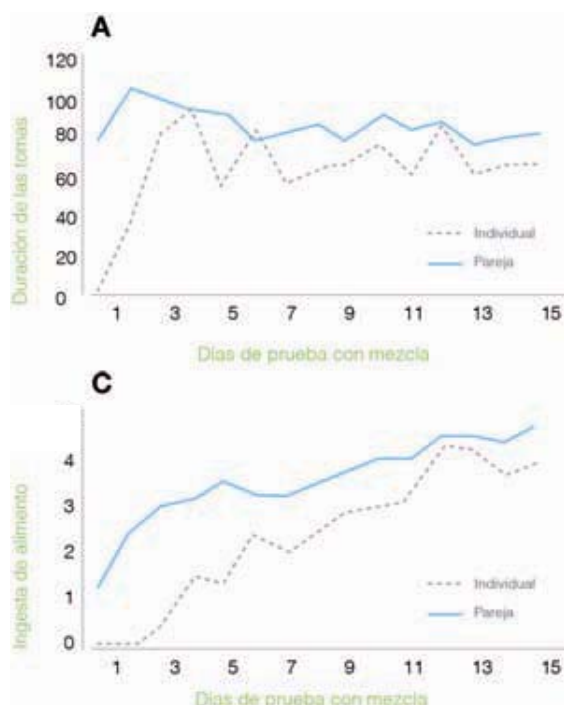 A
120
100
80
60
40
20
0
Duración de las tomas
Individual
Pareja
1 3 5 7 9 11 13 15
Días de prueba con mezcla
C
4
3
2
1
0
Ingesta de alimento
Individual
Pareja
1 3 5 7 9 11 13 15
Días de prueba con mezcla